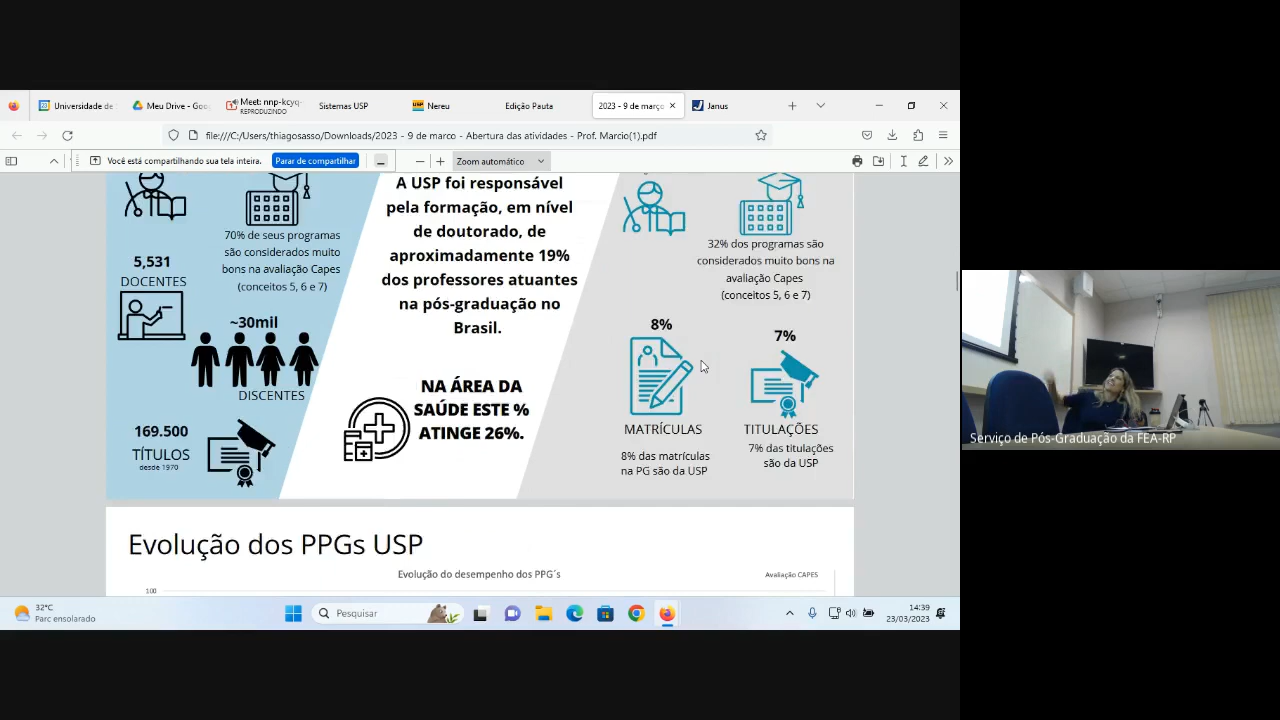 Universidade de
Meu Drive - Goo
Meet: nnp-kcyq-
REPRODUZINDO
Sistemas USP
Nereu
Edição Pauta
2023 - 9 de março
Janus
file:///C:/Users/thiagosasso/Downloads/2023 - 9 de marco - Abertura das atividades - Prof. Marcio(1).pdf
Você está compartilhando sua tela inteira.
Parar de compartilhar
Zoom automático
70% de seus programas
são considerados muito
bons na avaliação Capes
(conceitos 5, 6 e 7)
5,531
DOCENTES
~30mil
DISCENTES
169.500
TÍTULOS
desde 1970
A USP foi responsável
pela formação, em nível
de doutorado, de
aproximadamente 19%
dos professores atuantes
na pós-graduação no
Brasil.
NA ÁREA DA
SAÚDE ESTE %
ATINGE 26%.
32% dos programas são
considerados muito bons na
avaliação Capes
(conceitos 5, 6 e 7)
8%
MATRÍCULAS
8% das matrículas
na PG são da USP
7%
TITULAÇÕES
7% das titulações
são da USP
Evolução dos PPGs USP
Evolução do desempenho dos PPG´s
Avaliação CAPES
100
Serviço de Pós-Graduação da FEA-RP
32°C
Parc ensolarado
Pesquisar
14:39
23/03/2023